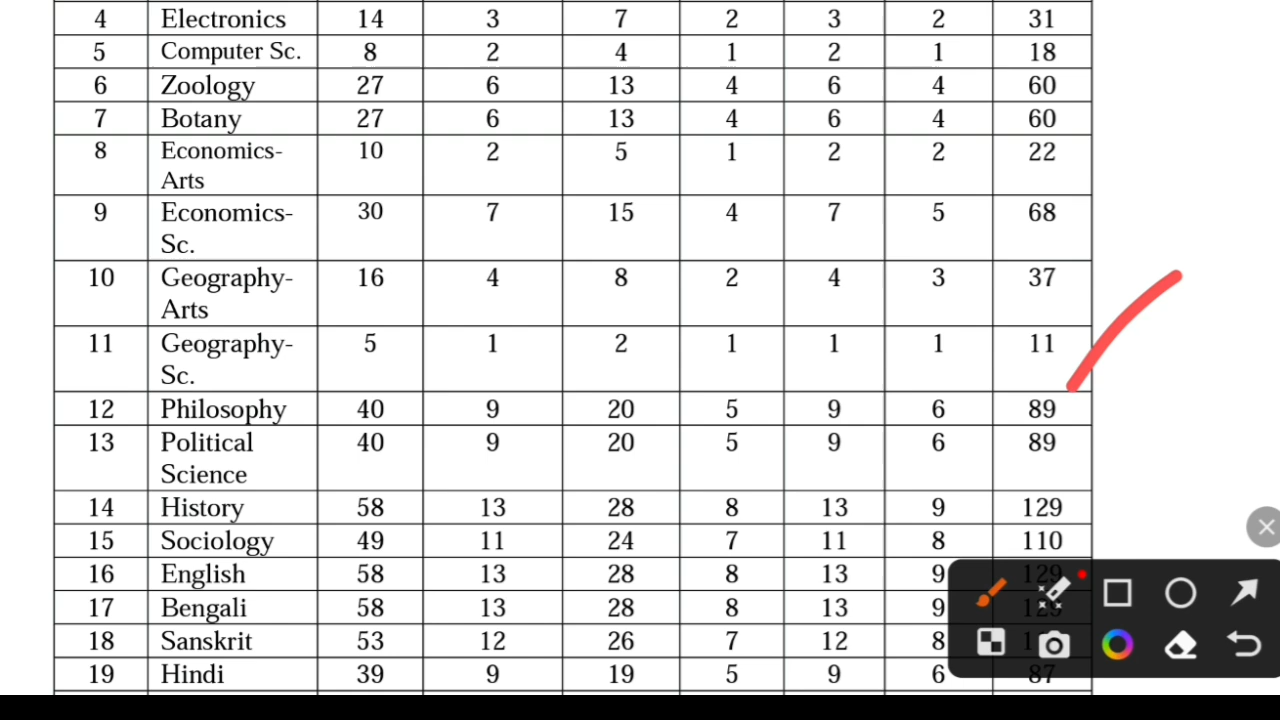 4 Electronics 14 3 7 2 3 2 31
5 Computer Sc. 8 2 4 1 2 1 18
6 Zoology 27 6 13 4 6 4 60
7 Botany 27 6 13 4 6 4 60
8 Economics- 10 2 5 1 2 2 22
Arts
9 Economics- 30 7 15 4 7 5 68
Sc.
10 Geography- 16 4 8 2 4 3 37
Arts
11 Geography- 5 1 2 1 1 1 11
Sc.
12 Philosophy 40 9 20 5 9 6 89
13 Political 40 9 20 5 9 6 89
Science
14 History 58 13 28 8 13 9 129
15 Sociology 49 11 24 7 11 8 110
16 English 58 13 28 8 13 9 129
17 Bengali 58 13 28 8 13 9 129
18 Sanskrit 53 12 26 7 12 8
19 Hindi 39 9 19 5 9 6 87